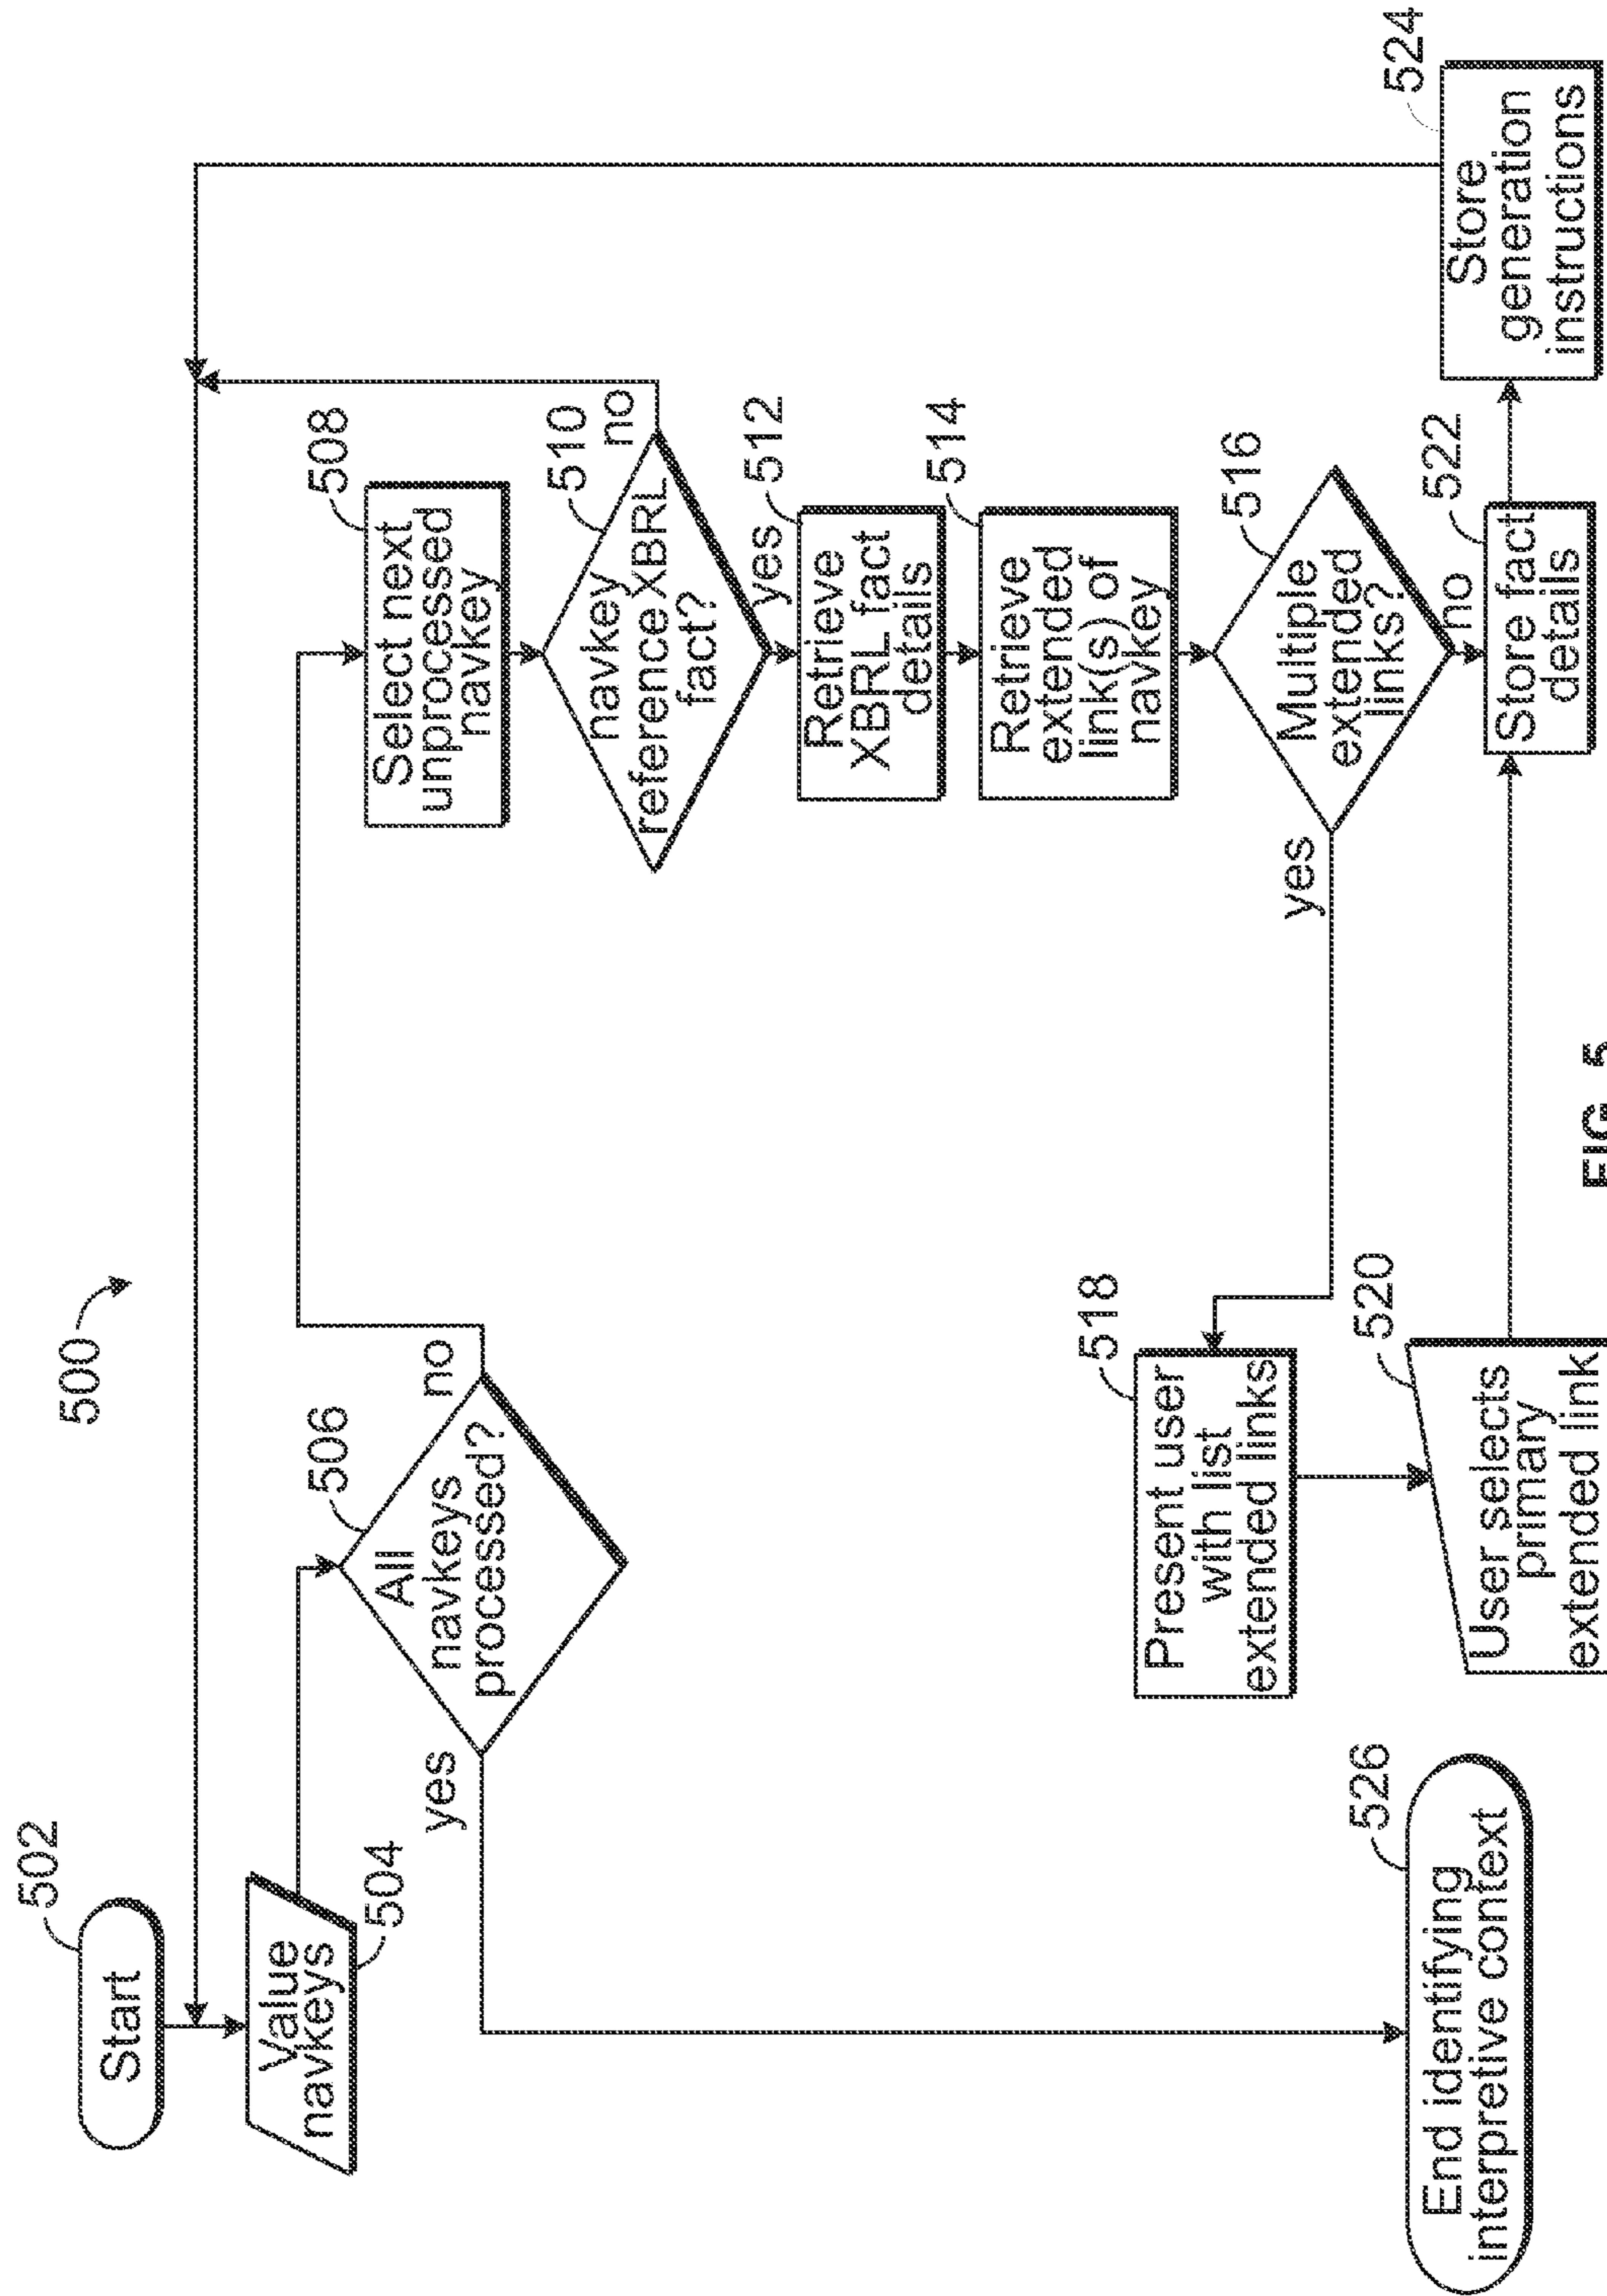 500
502
Start
Value
navkeys
504
506
All
navkeys
processed?
yes
no
508
Select next
unprocessed
navkey
510
navkey
reference XBRL
fact?
no
yes
512
Retrieve
XBRL fact
details
514
Retrieve
extended
link(s) of
navkey
516
Multiple
extended
links?
yes
no
518
Present user
with list
extended links
520
User selects
primary
extended link
522
Store fact
details
524
Store
generation
instructions
526
End identifying
interpretive context
FIG. 5